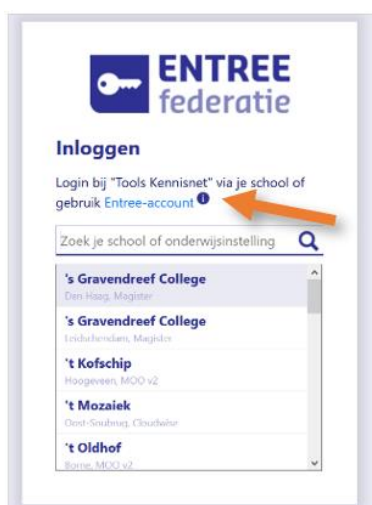 ENTREE
federatie
Inloggen
Login bij "Tools Kennisnet" via je school of
gebruik Entree-account i
Zoek je school of onderwijsinstelling
's Gravendreef College
Den Haag, Magister
's Gravendreef College
Leidschendam, Magister
't Kofschip
Hoogeveen, MOO v2
't Mozaiek
Oost-Souburg, Cloudwise
't Oldhof
Borne, MOO v2